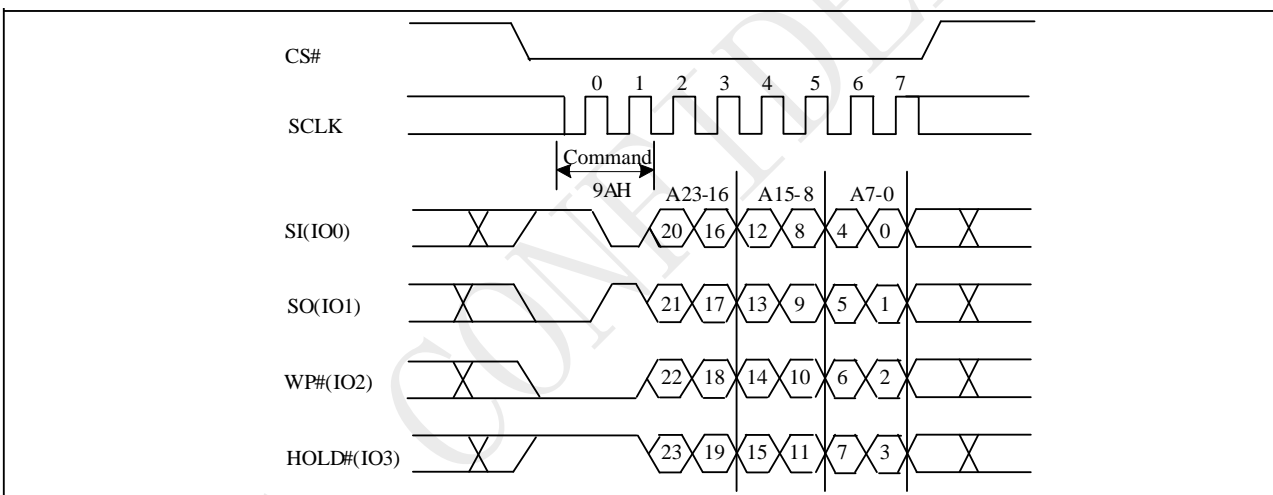 CS#
0 1 2 3 4 5 6 7
SCLK
Command
9AH
A23-16 A15-8 A7-0
SI(IO0)
20 16 12 8 4 0
SO(IO1)
21 17 13 9 5 1
WP#(IO2)
22 18 14 10 6 2
HOLD#(IO3)
23 19 15 11 7 3